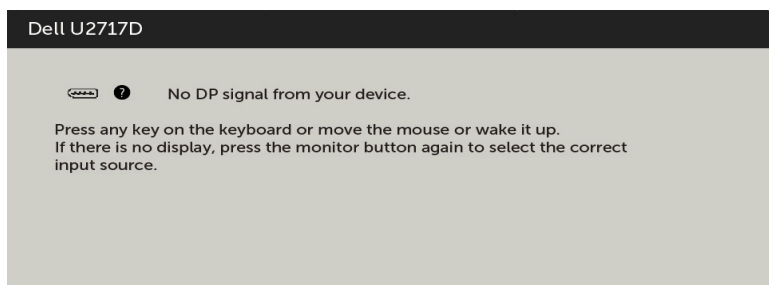 Dell U2717D
No DP signal from your device.
Press any key on the keyboard or move the mouse or wake it up.
If there is no display, press the monitor button again to select the correct
input source.